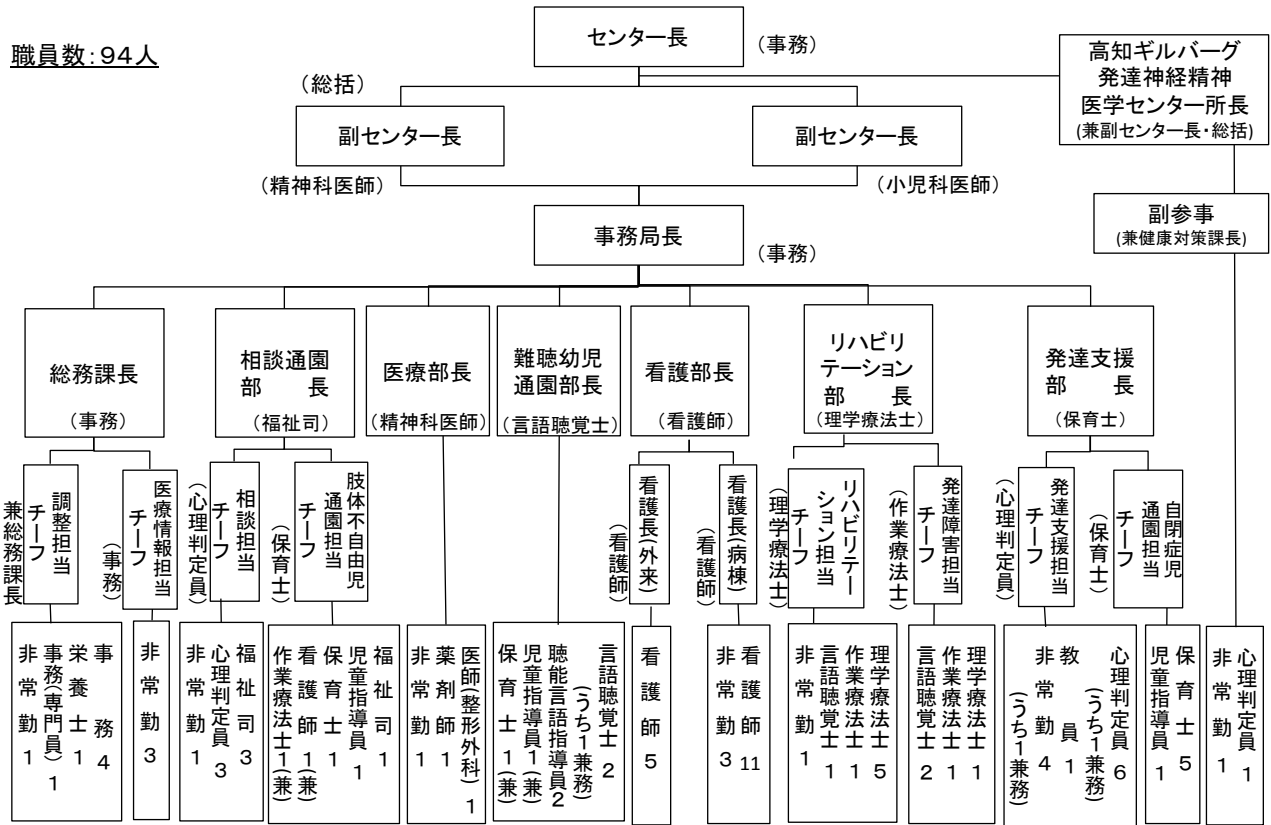 職員数：９４人
センター長
（事務）
高知ギルバーグ
発達神経精神
医学センター所長
(兼副センター長・総括)
（総括）
副センター長
（精神科医師）
副センター長
（小児科医師）
副参事
(兼健康対策課長)
事務局長
（事務）
総務課長
（事務）
相談通園
部　　長
（福祉司）
医療部長
（精神科医師）
難聴幼児
通園部長
（言語聴覚士）
看護部長
（看護師）
リハビリ
テーション
部　　長
（理学療法士）
発達支援
部　　長
（保育士）
調整担当
チーフ
兼総務課長
医療情報担当
チーフ
（事務）
相談担当
チーフ
（心理判定員）
肢体不自由児
通園担当
チーフ
（保育士）
看護長（外来）
（看護師）
看護長（病棟）
（看護師）
リハビリテー
ション担当
チーフ
（理学療法士）
発達障害担当
チーフ
（作業療法士）
発達支援担当
チーフ
（心理判定員）
自閉症児
通園担当
チーフ
（保育士）
事　務　４
栄養士　１
事務（専門員）　１
非常勤　１
非常勤　３
福祉司　３
心理判定員　３
非常勤　１
福祉司　１
児童指導員　１
保育士　１
看護師　１（兼）
作業療法士１（兼）
医師（整形外科）　１
薬剤師　１
非常勤　１
言語聴覚士　２
（うち１兼務）
聴能言語指導員２
児童指導員１（兼）
保育士　１（兼）
看護師　５
看護師　11
非常勤　３
理学療法士　５
作業療法士　１
言語聴覚士　１
非常勤　１
理学療法士　１
作業療法士　１
言語聴覚士　２
心理判定員　６
（うち１兼務）
教　員　１
非常勤　４
（うち１兼務）
保育士　５
児童指導員　１
心理判定員　１
非常勤　１